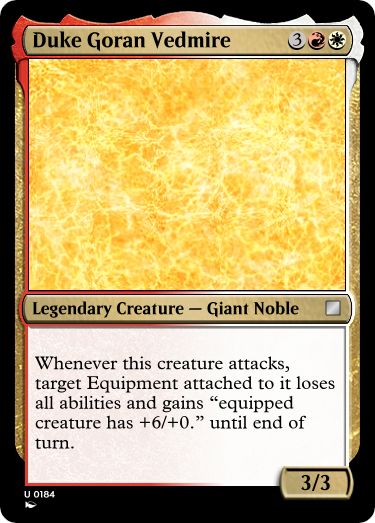 Duke Goran Vedmire 3
Legendary Creature — Giant Noble
Whenever this creature attacks,
target Equipment attached to it loses
all abilities and gains “equipped
creature has +6/+0.” until end of
turn.
3/3
U 0184